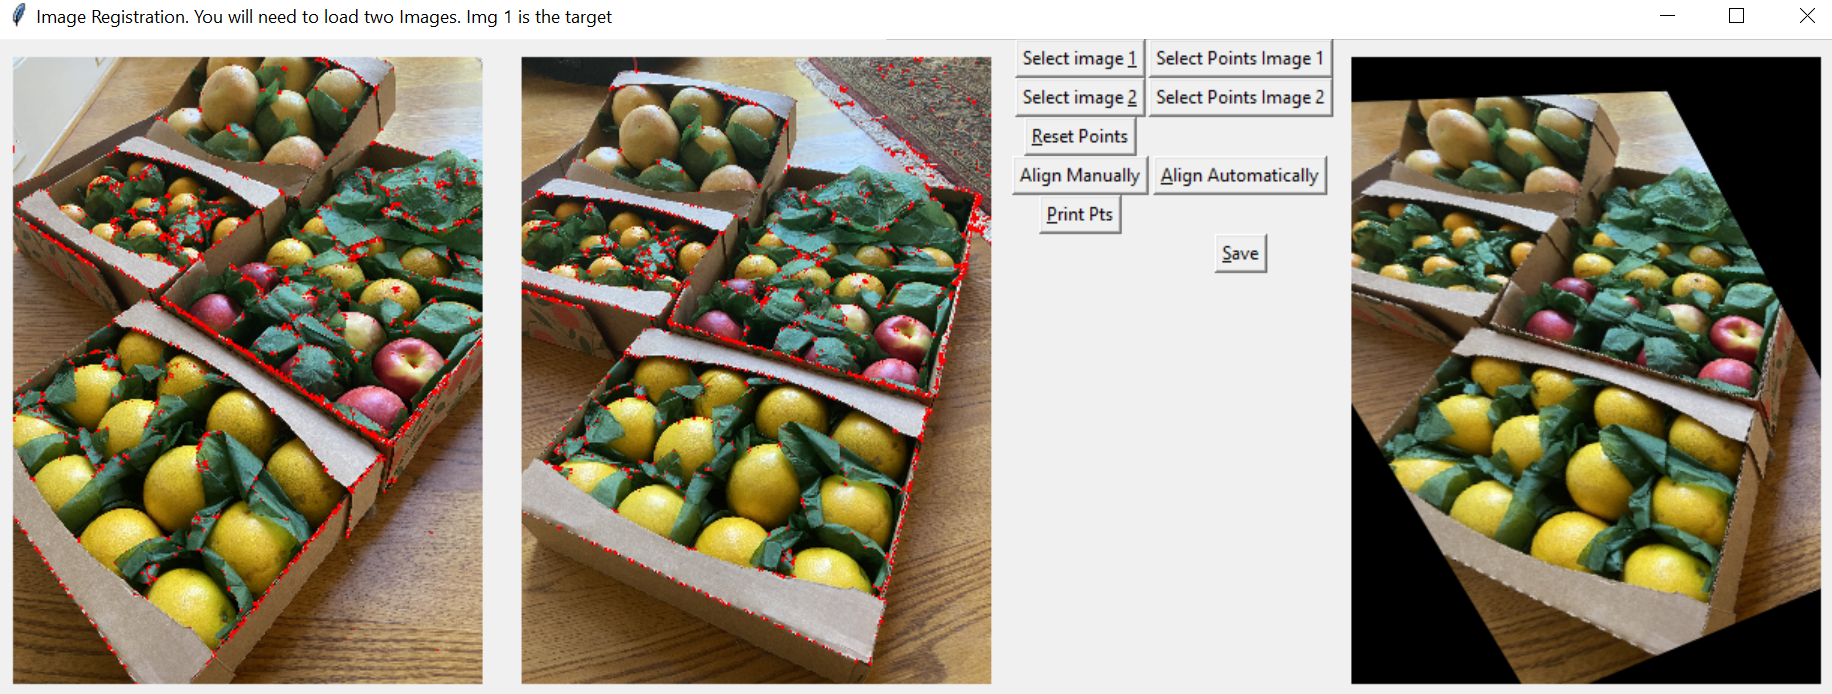 Image Registration. You will need to load two Images. Img 1 is the target
Select image 1 Select Points Image 1
Select image 2 Select Points Image 2
Reset Points
Align Manually Align Automatically
Print Pts
Save